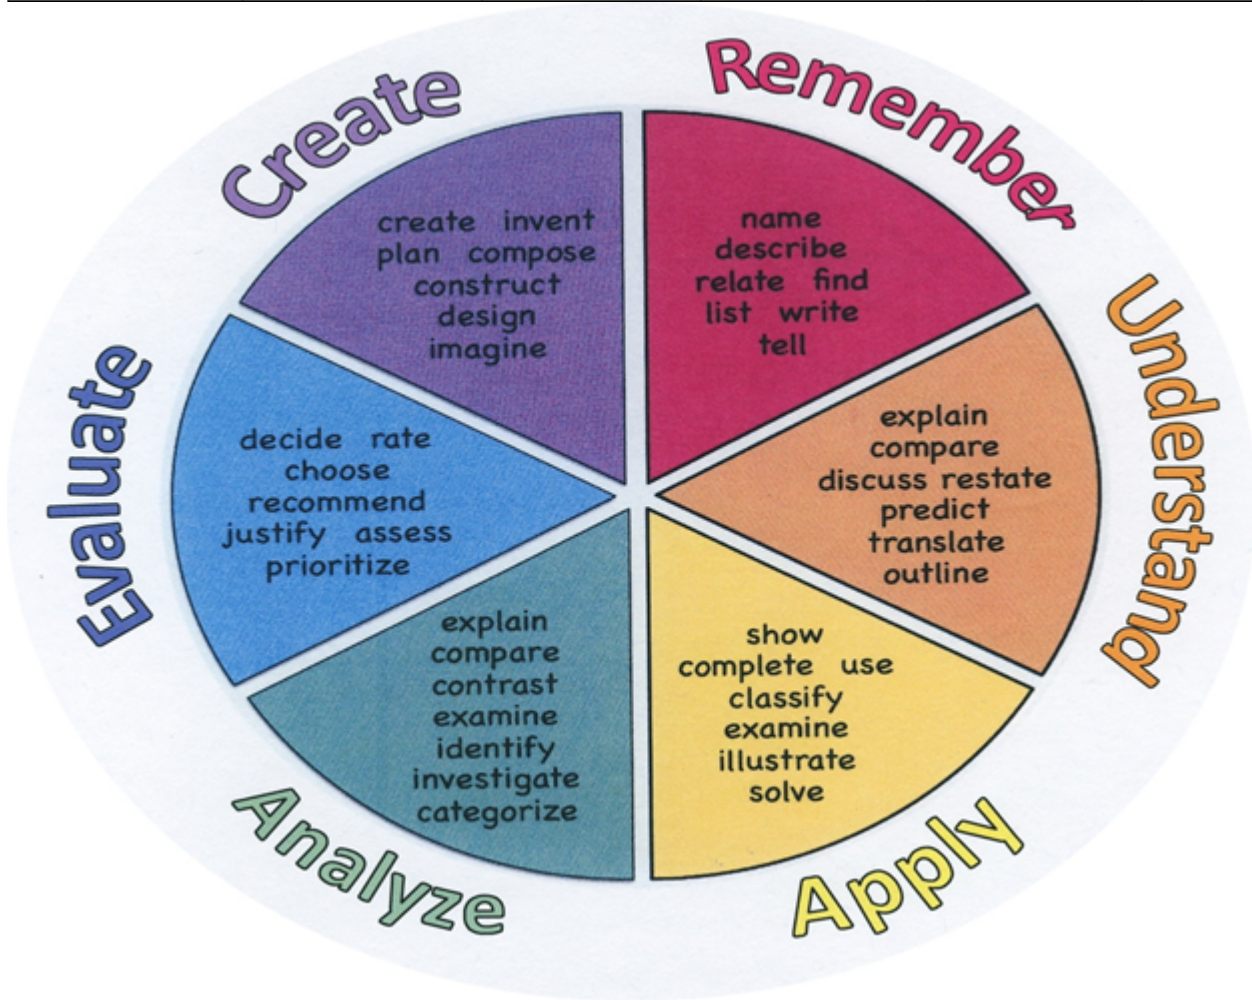 Remember
name
describe
relate find
list write
tell
Understand
explain
compare
discuss restate
predict
translate
outline
Apply
show
complete use
classify
examine
illustrate
solve
Analyze
explain
compare
contrast
examine
identify
investigate
categorize
Evaluate
decide rate
choose
recommend
justify assess
prioritize
Create
create invent
plan compose
construct
design
imagine